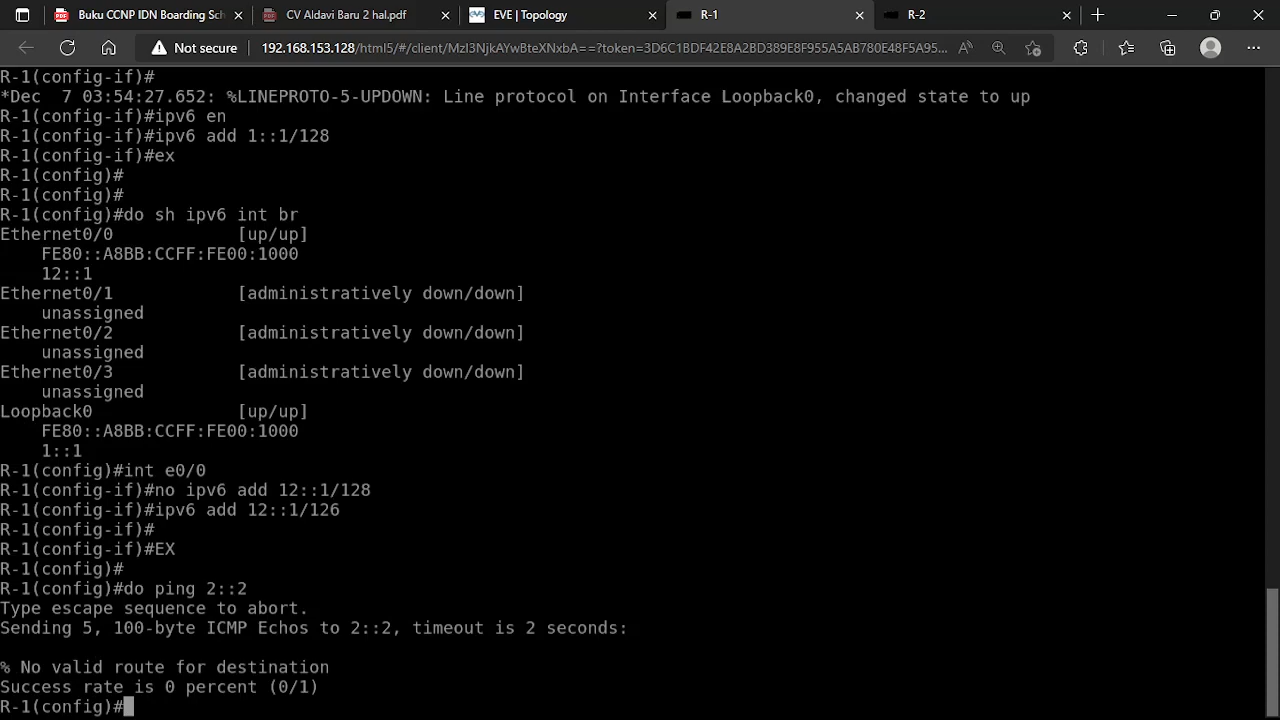 Buku CCNP IDN Boarding Sch
CV Aldavi Baru 2 hal.pdf
EVE | Topology
R-1
R-2
Not secure
192.168.153.128/html5/#/client/MzI3NjkAYwBteXNxbA==?token=3D6C1BDF42E8A2BD389E8F955A5AB780E48F5A95...
R-1(config-if)#
*Dec  7 03:54:27.652: %LINEPROTO-5-UPDOWN: Line protocol on Interface Loopback0, changed state to up
R-1(config-if)#ipv6 en
R-1(config-if)#ipv6 add 1::1/128
R-1(config-if)#ex
R-1(config)#
R-1(config)#
R-1(config)#do sh ipv6 int br
Ethernet0/0            [up/up]
    FE80::A8BB:CCFF:FE00:1000
    12::1
Ethernet0/1            [administratively down/down]
    unassigned
Ethernet0/2            [administratively down/down]
    unassigned
Ethernet0/3            [administratively down/down]
    unassigned
Loopback0              [up/up]
    FE80::A8BB:CCFF:FE00:1000
    1::1
R-1(config)#int e0/0
R-1(config-if)#no ipv6 add 12::1/128
R-1(config-if)#ipv6 add 12::1/126
R-1(config-if)#
R-1(config-if)#EX
R-1(config)#
R-1(config)#do ping 2::2
Type escape sequence to abort.
Sending 5, 100-byte ICMP Echos to 2::2, timeout is 2 seconds:
% No valid route for destination
Success rate is 0 percent (0/1)
R-1(config)#